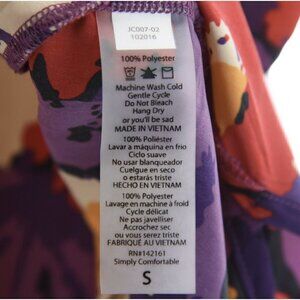 JC007-02
102016
100% Polyester
Machine Wash Cold
Gentle Cycle
Do Not Bleach
Hang Dry
or you'll be sad
MADE IN VIETNAM
100% Poliéster
Lavar a máquina en frio
Ciclo suave
No usar blanqueador
Cuelgue en seco
o estarás triste
HECHO EN VIETNAM
100% Polyester
Lavage en machine à froid
Cycle délicat
Ne pas javelliser
Accrochez sec
ou vous serez triste
FABRIQUÉ AU VIETNAM
RN#142161
Simply Comfortable
S